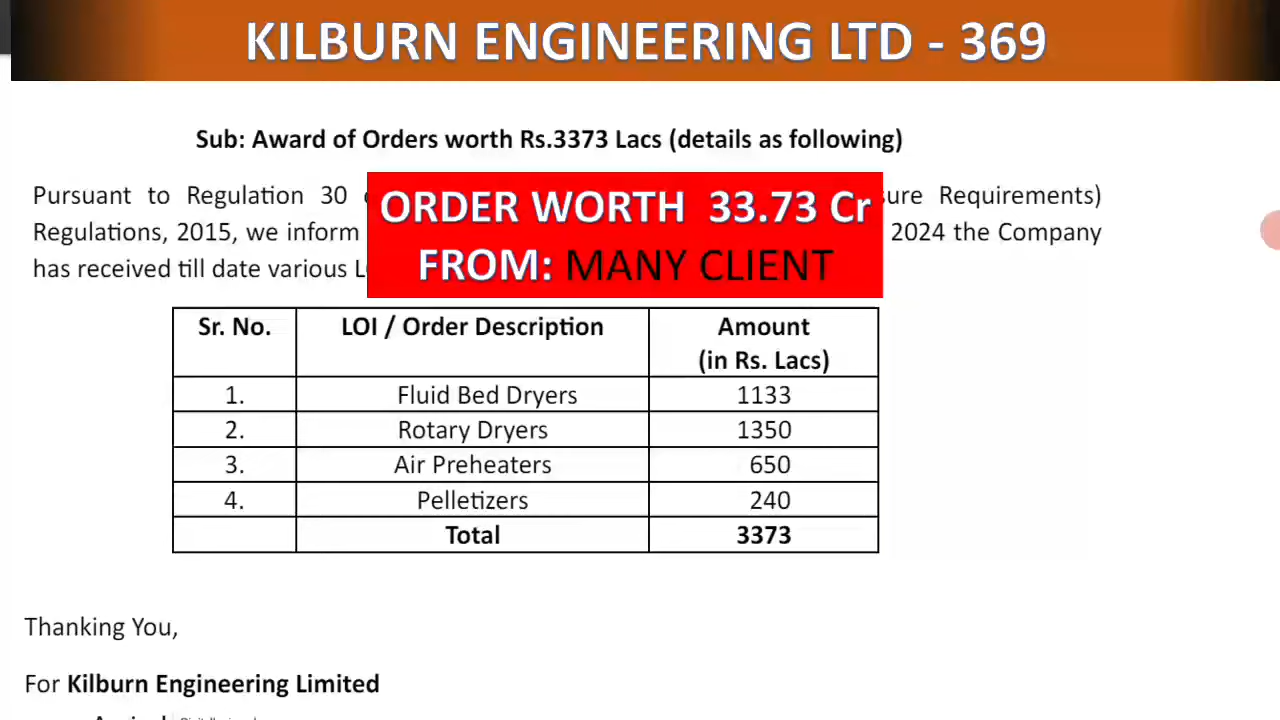 KILBURN ENGINEERING LTD - 369
Sub: Award of Orders worth Rs.3373 Lacs (details as following)
Pursuant to Regulation 30
Requirements)
ORDER WORTH 33.73 Cr
Regulations, 2015, we inform
2024 the Company
FROM: MANY CLIENT
has received till date various
Sr. No. LOI / Order Description Amount
(in Rs. Lacs)
1. Fluid Bed Dryers 1133
2. Rotary Dryers 1350
3. Air Preheaters 650
4. Pelletizers 240
Total 3373
Thanking You,
For Kilburn Engineering Limited